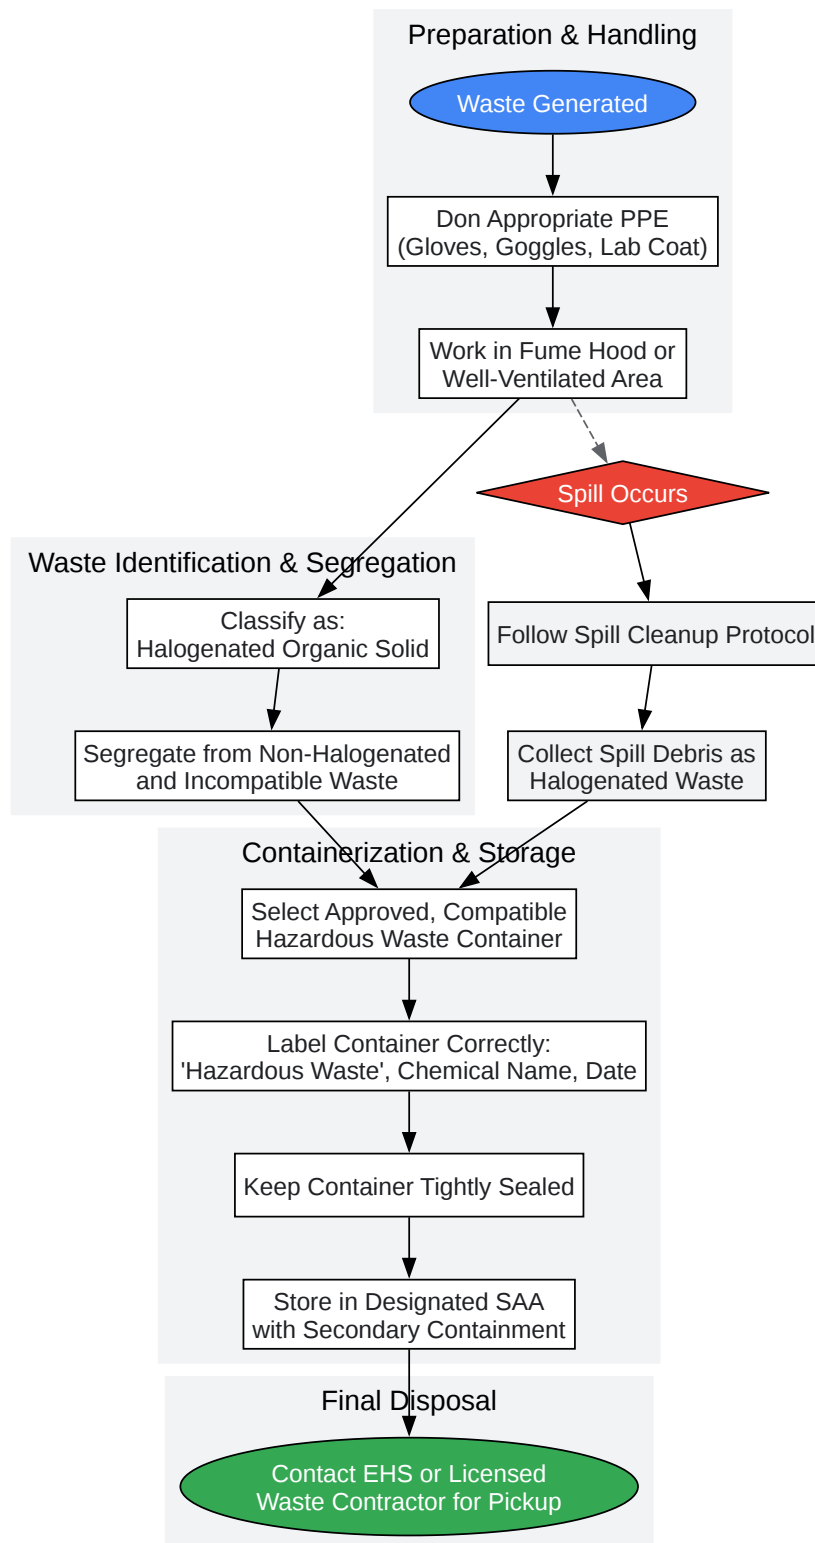 Preparation & Handling
Waste Generated
Don Appropriate PPE
(Gloves, Goggles, Lab Coat)
Work in Fume Hood or
Well-Ventilated Area
Spill Occurs
Waste Identification & Segregation
Classify as:
Halogenated Organic Solid
Follow Spill Cleanup Protocol
Segregate from Non-Halogenated
and Incompatible Waste
Collect Spill Debris as
Halogenated Waste
Containerization & Storage
Select Approved, Compatible
Hazardous Waste Container
Label Container Correctly:
'Hazardous Waste', Chemical Name, Date
Keep Container Tightly Sealed
Store in Designated SAA
with Secondary Containment
Final Disposal
Contact EHS or Licensed
Waste Contractor for Pickup